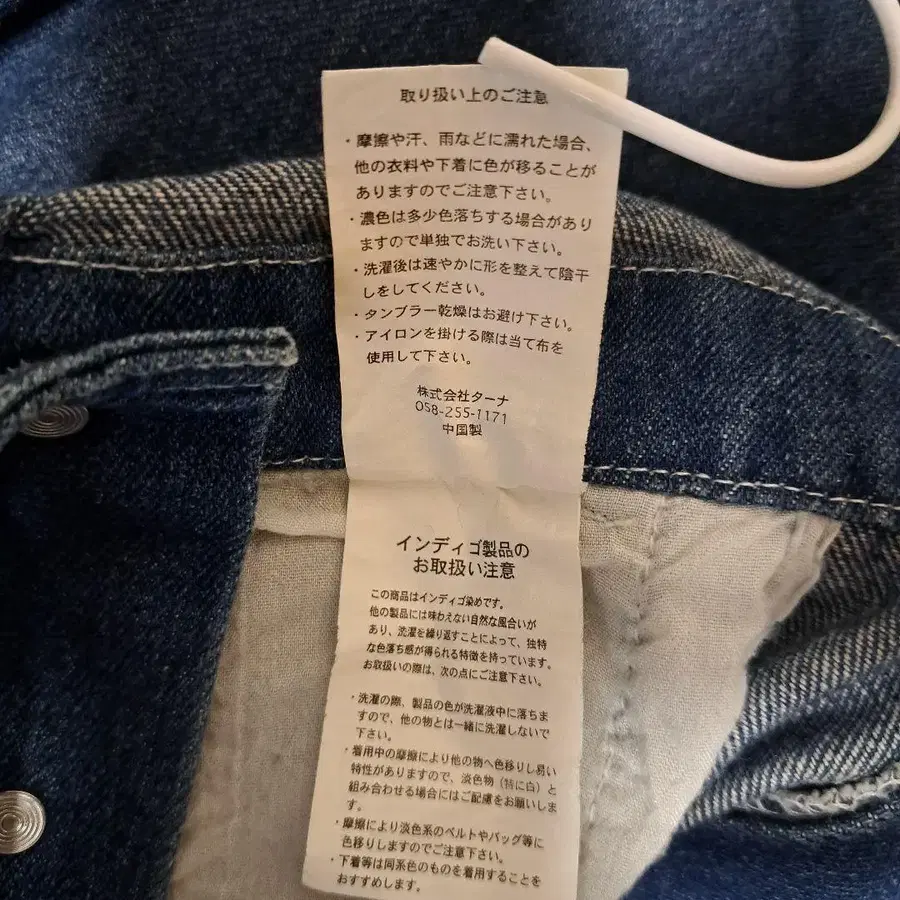 取り扱い上のご注意
・摩擦や汗、雨などに濡れた場合、
他の衣料や下着に色が移ることが
ありますのでご注意下さい。
・濃色は多少色落ちする場合があり
ますので単独でお洗い下さい。
・洗濯後は速やかに形を整えて陰干
しをしてください。
・タンブラー乾燥はお避け下さい。
・アイロンを掛ける際は当て布を
使用して下さい。
株式会社ターナ
058-255-1171
中国製
インディゴ製品の
お取扱い注意
この商品はインディゴ染めです。
他の製品には味わえない自然な風合いが
あり、洗濯を繰り返すことによって、独特
な色落ち感が得られる特徴を持っています。
お取扱いの際は、次の点にご注意下さい。
・洗濯の際、製品の色が洗濯液中に落ちま
すので、他の物とは一緒に洗濯しないで
下さい。
・着用中の摩擦により他の物へ色移りし易い
特性がありますので、淡色物（特に白）と
組み合わせる場合にはご配慮をお願いしま
す。
・摩擦により淡色系のベルトやバッグ等に
色移りしますのでご注意下さい。
・下着等は同系色のものを着用することを
おすすめします。